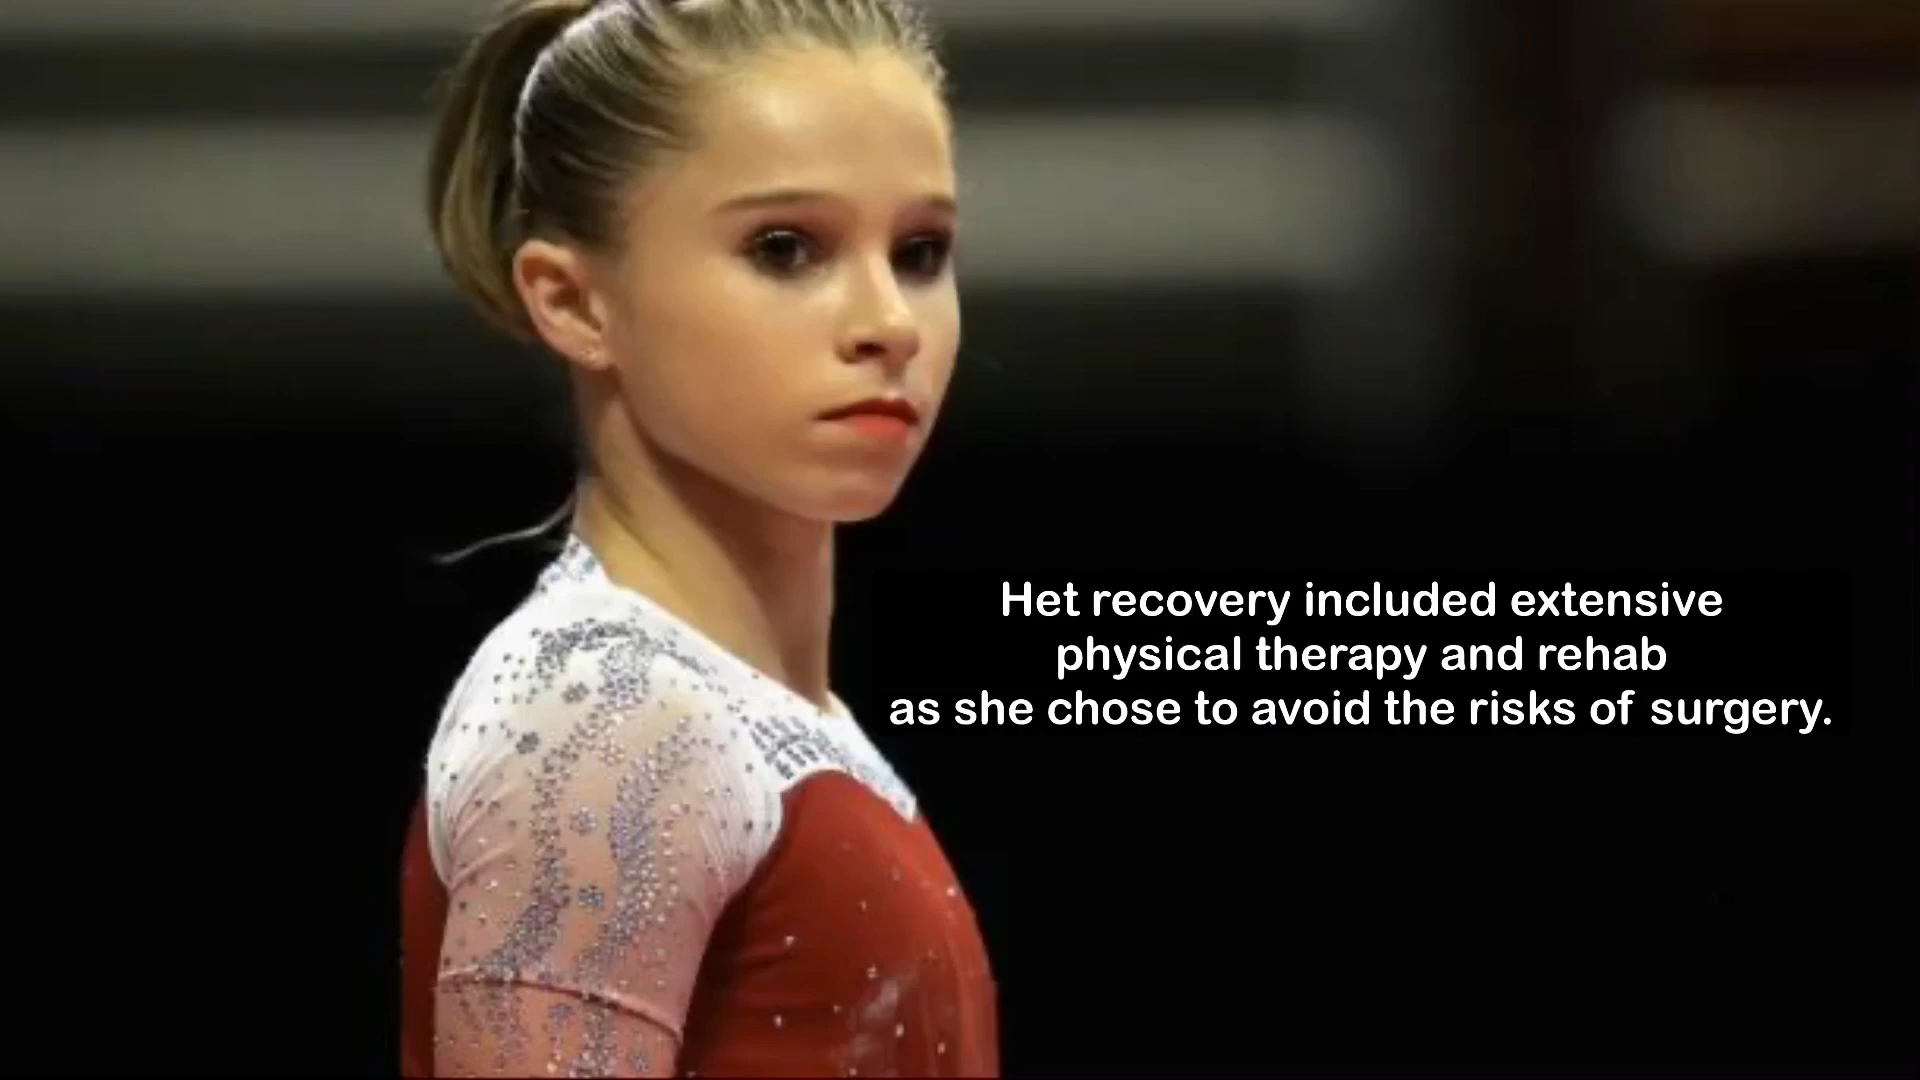 Het recovery included extensive
physical therapy and rehab
as she chose to avoid the risks of surgery.